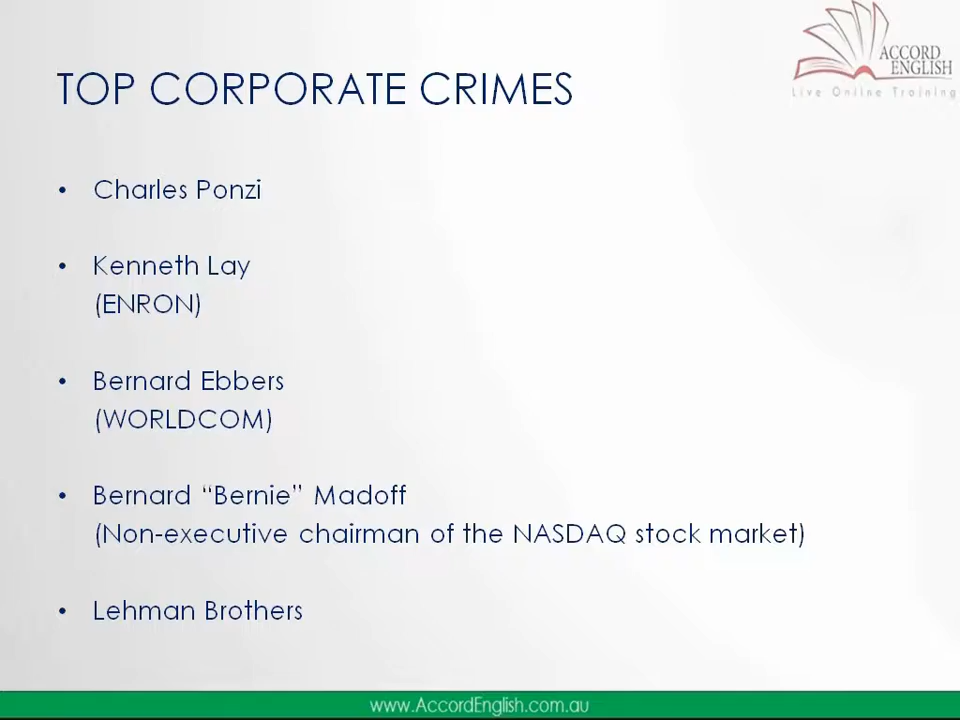 ACCORD
ENGLISH
Live Online Training
TOP CORPORATE CRIMES
• Charles Ponzi
• Kenneth Lay
(ENRON)
• Bernard Ebbers
(WORLDCOM)
• Bernard “Bernie” Madoff
(Non-executive chairman of the NASDAQ stock market)
• Lehman Brothers
www.AccordEnglish.com.au